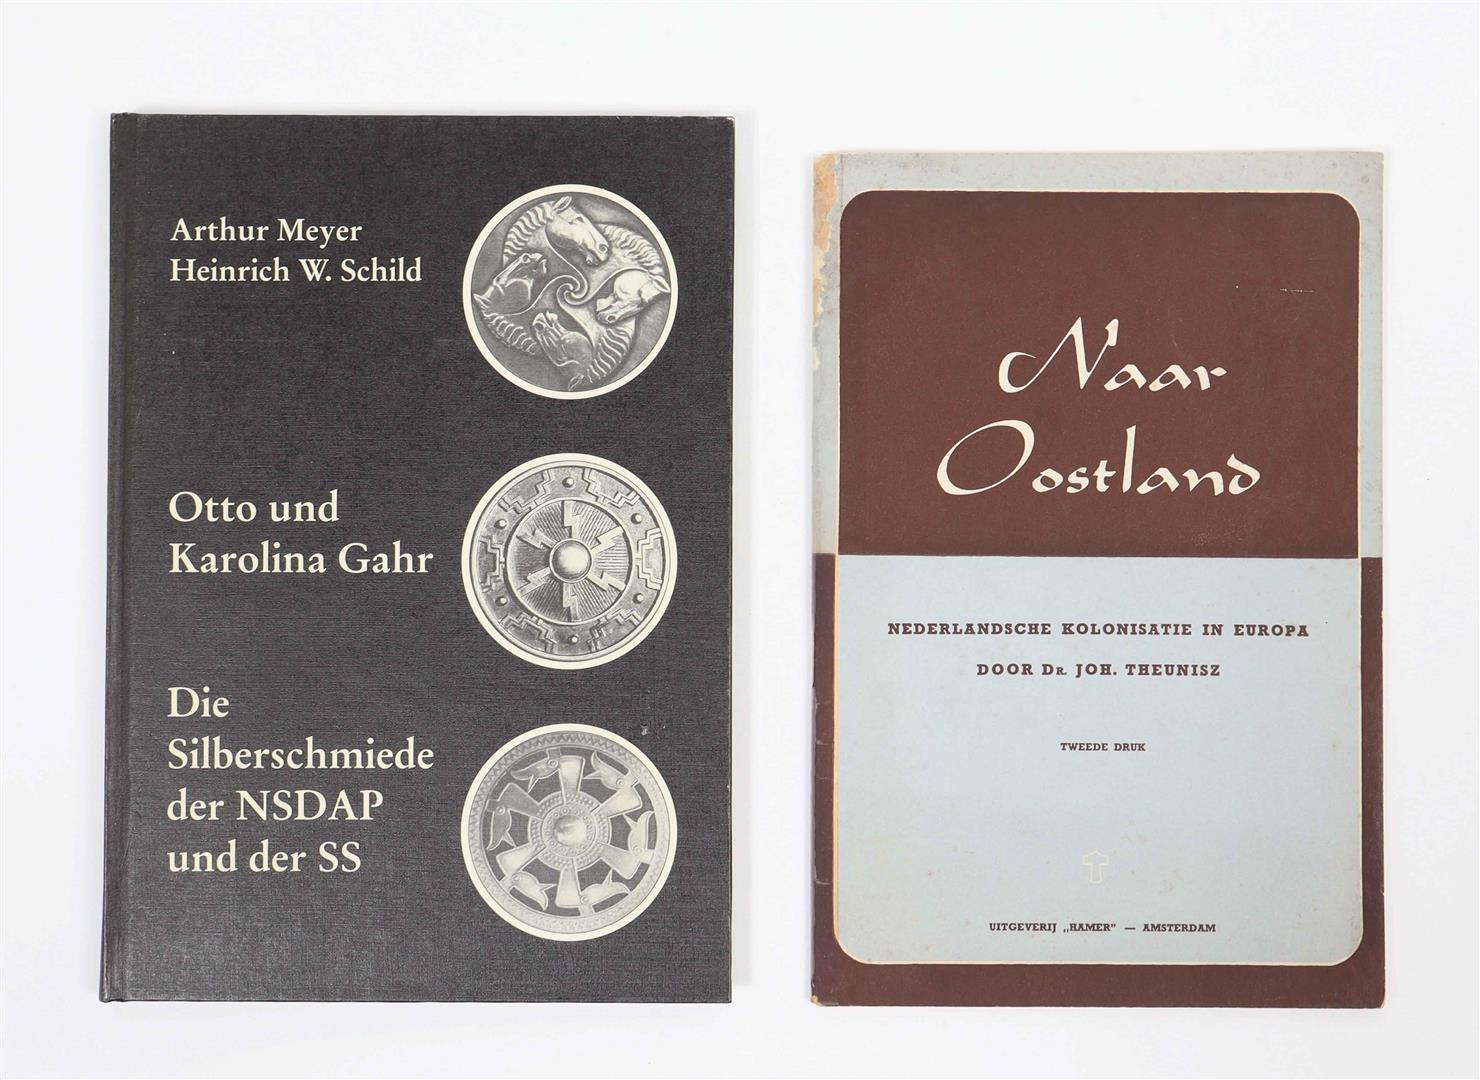 Arthur Meyer
Heinrich W. Schild
Otto und
Karolina Gahr
Die
Silberschmiede
der NSDAP
und der SS
Naar
Oostland
NEDERLANDSCHE KOLONISATIE IN EUROPA
DOOR DR. JOH. THEUNISZ
TWEEDE DRUK
UITGEVERIJ „HAMER” — AMSTERDAM